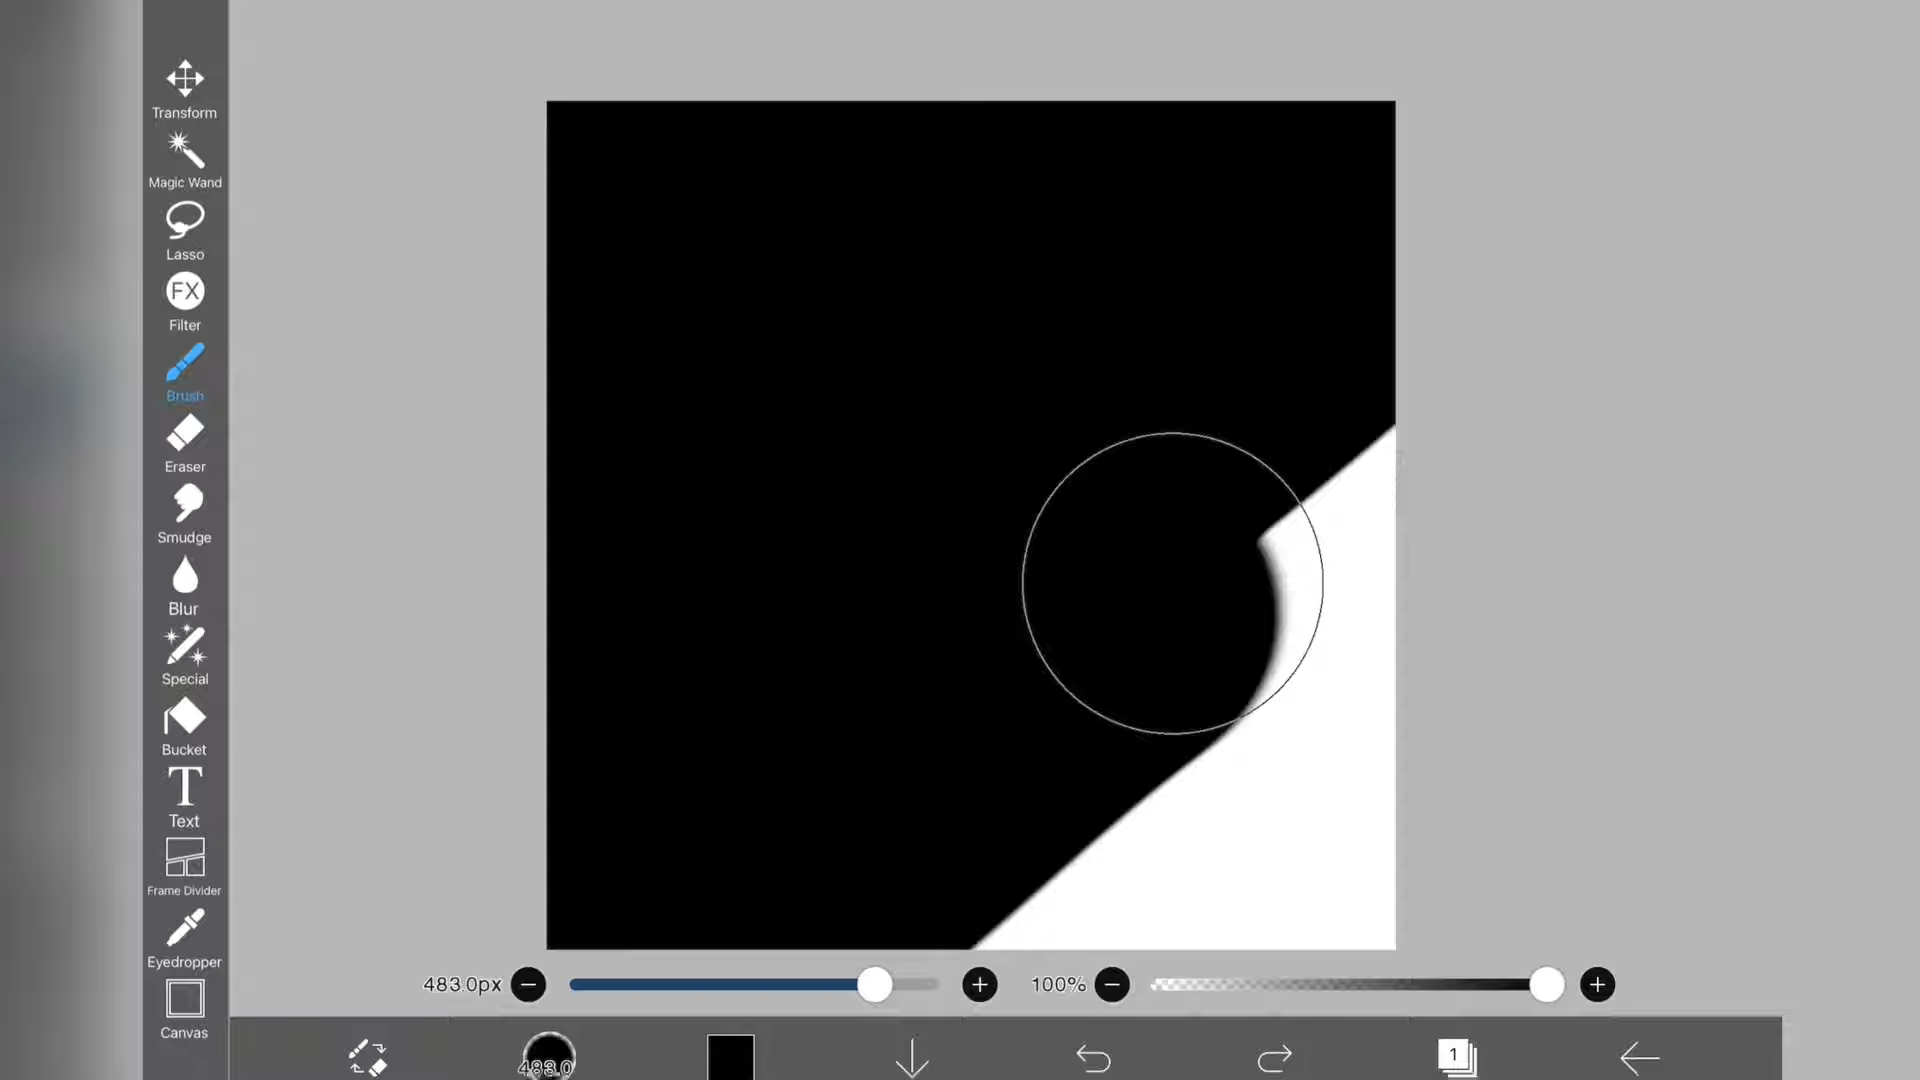 Transform
Magic Wand
Lasso
FX
Filter
Brush
Eraser
Smudge
Blur
Special
Bucket
T
Text
Frame Divider
Eyedropper
Canvas
483.0px
100%
483.0
1